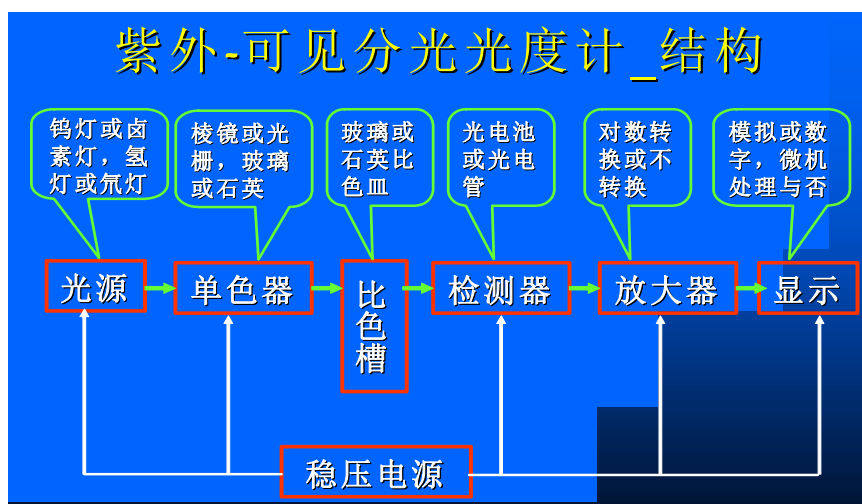 紫外-可见分光光度计_结构
钨灯或卤
素灯，氢
灯或氘灯
棱镜或光
栅，玻璃
或石英
玻璃或
石英比
色皿
光电池
或光电
管
对数转
换或不
转换
模拟或数
字，微机
处理与否
光源
单色器
比
色
槽
检测器
放大器
显示
稳压电源